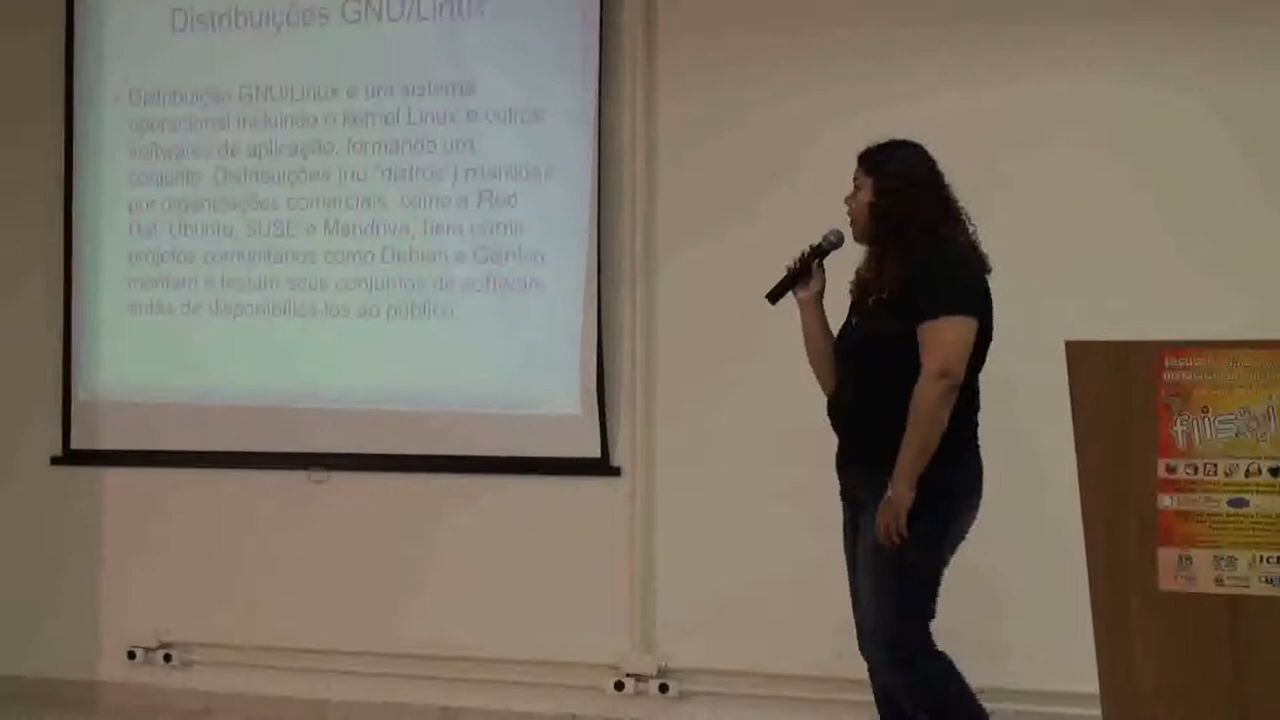 Distribuições GNU/Linux
• Distribuição GNU/Linux é um sistema
operacional incluindo o kernel Linux e outros
softwares de aplicação, formando um
conjunto. Distribuições (ou "distros") mantidas
por organizações comerciais, como a Red
Hat, Ubuntu, SUSE e Mandriva, bem como
projetos comunitários como Debian e Gentoo,
montam e testam seus conjuntos de software
antes de disponibilizá-los ao público.
flisol